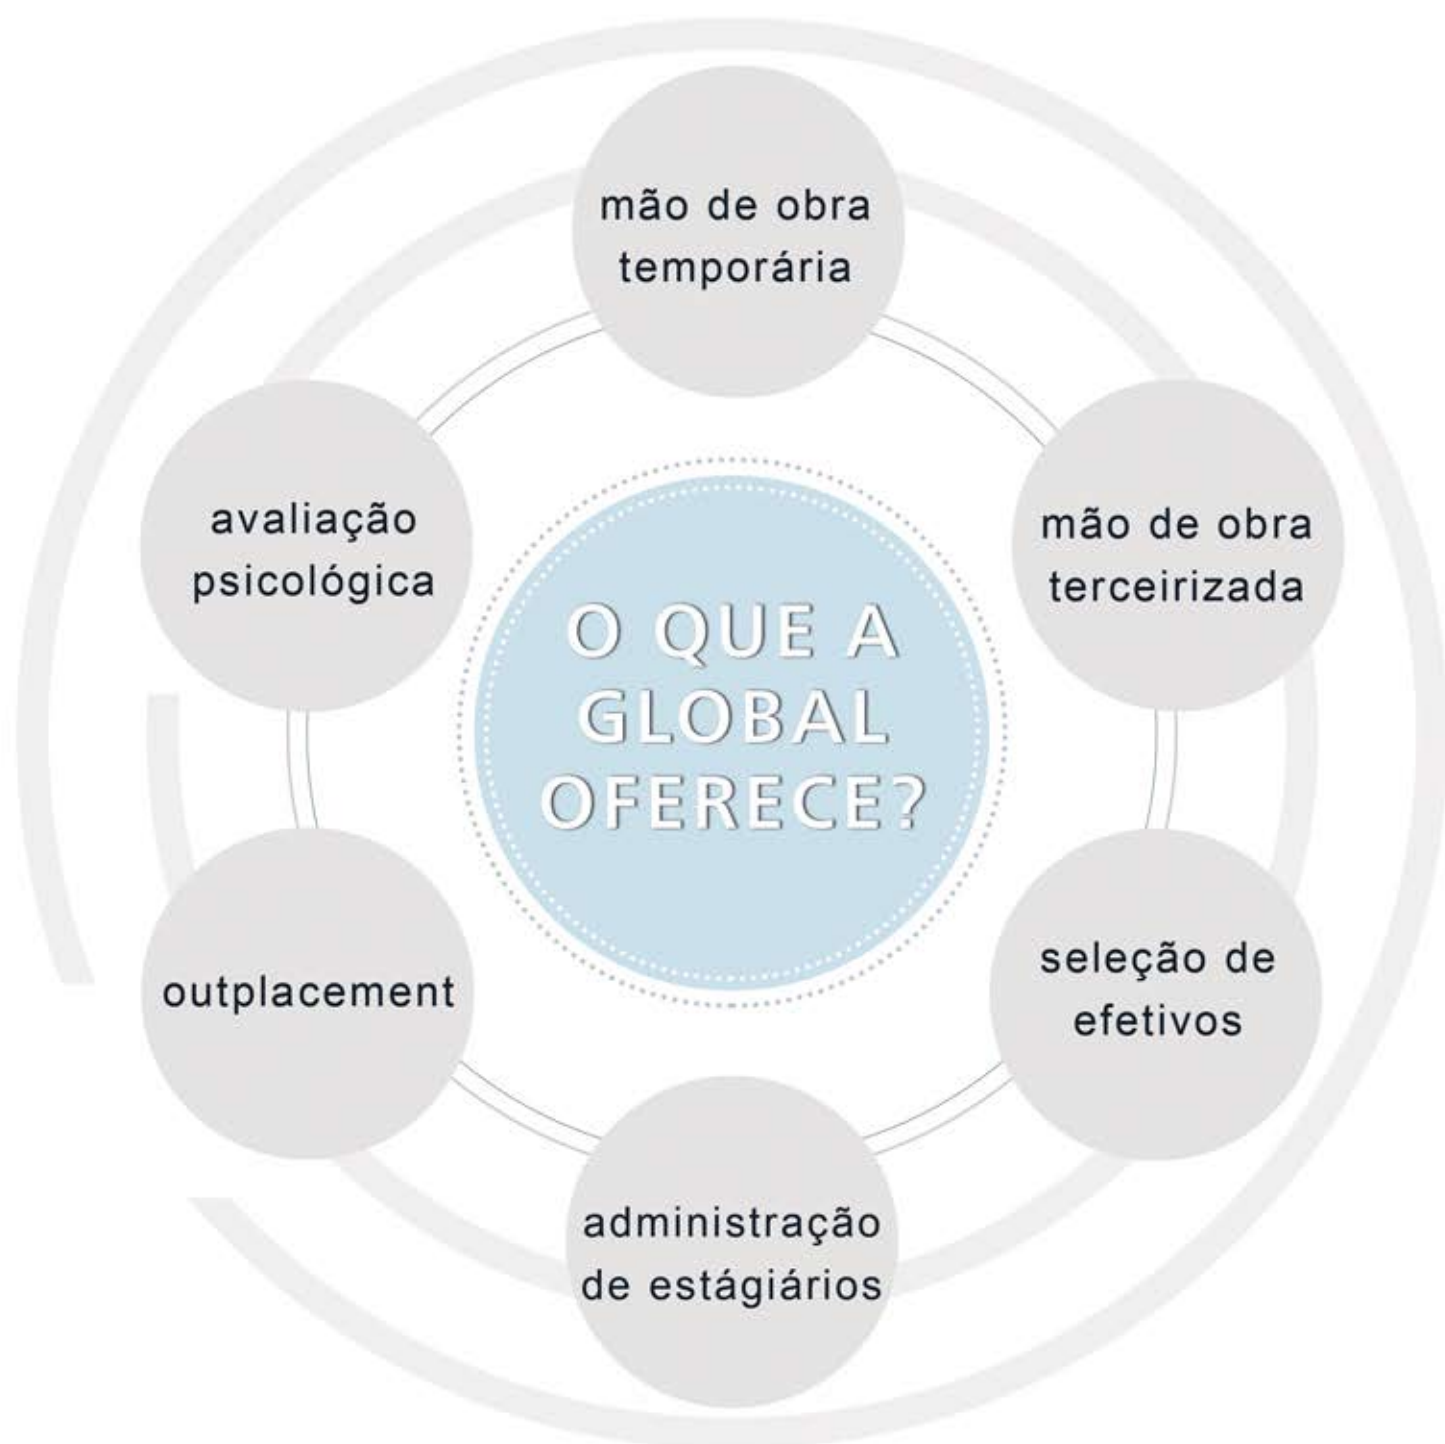 O QUE A
GLOBAL
OFERECE?
mão de obra
temporária
mão de obra
terceirizada
seleção de
efetivos
administração
de estágiários
outplacement
avaliação
psicológica